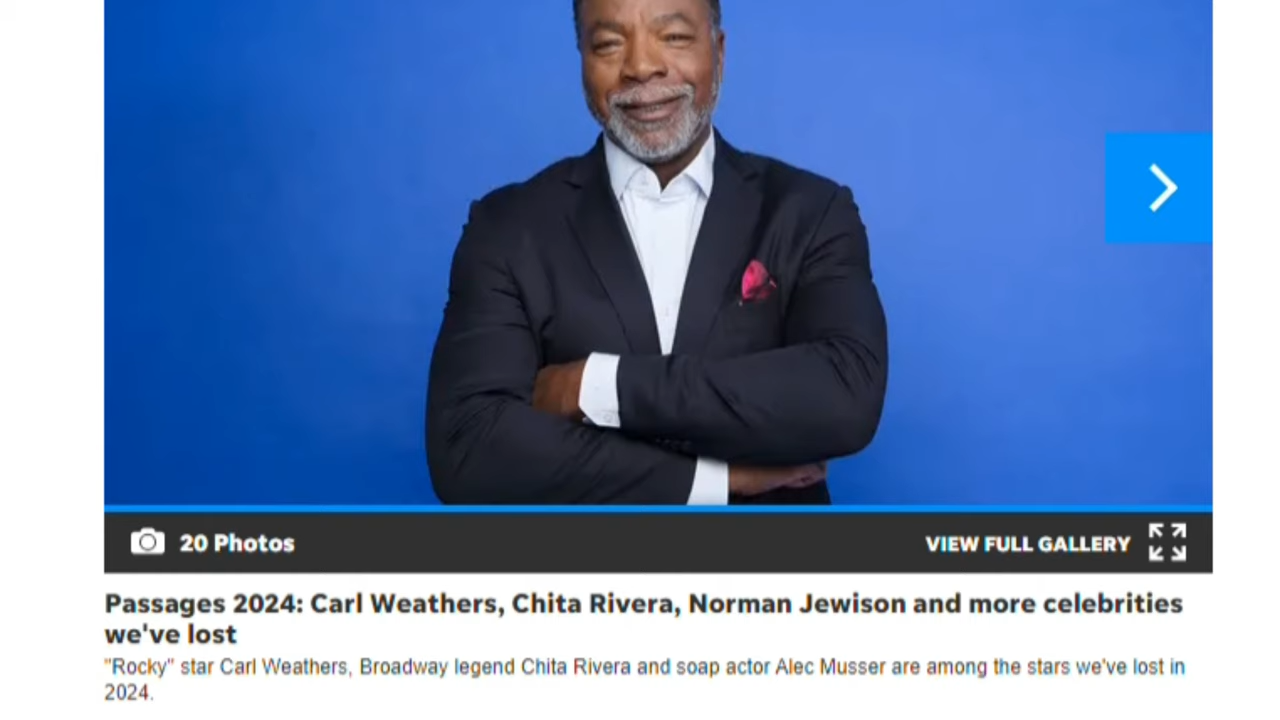 20 Photos
VIEW FULL GALLERY
Passages 2024: Carl Weathers, Chita Rivera, Norman Jewison and more celebrities
we've lost
"Rocky" star Carl Weathers, Broadway legend Chita Rivera and soap actor Alec Musser are among the stars we've lost in
2024.